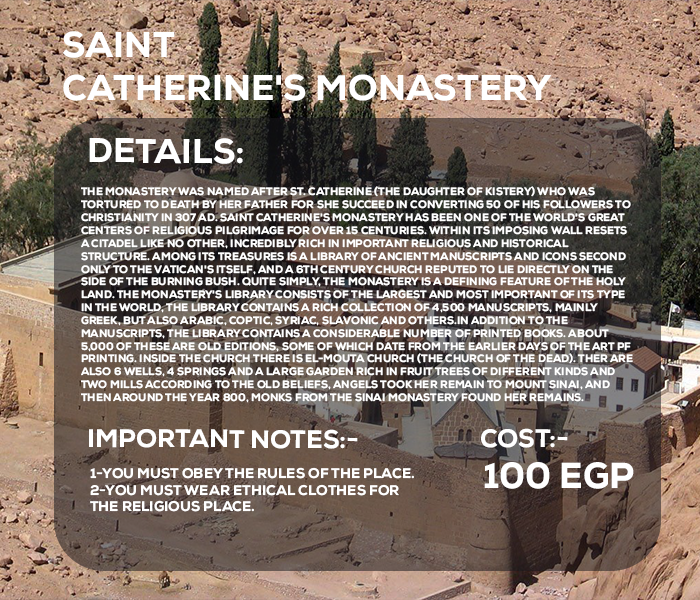 SAINT
CATHERINE'S MONASTERY
DETAILS:
THE MONASTERY WAS NAMED AFTER ST. CATHERINE (THE DAUGHTER OF KISTERY) WHO WAS
TORTURED TO DEATH BY HER FATHER FOR SHE SUCCEED IN CONVERTING 50 OF HIS FOLLOWERS TO
CHRISTIANITY IN 307 AD. SAINT CATHERINE'S MONASTERY HAS BEEN ONE OF THE WORLD'S GREAT
CENTERS OF RELIGIOUS PILGRIMAGE FOR OVER 15 CENTURIES. WITHIN ITS IMPOSING WALL RESETS
A CITADEL LIKE NO OTHER, INCREDIBLY RICH IN IMPORTANT RELIGIOUS AND HISTORICAL
STRUCTURE. AMONG ITS TREASURES IS A LIBRARY OF ANCIENT MANUSCRIPTS AND ICONS SECOND
ONLY TO THE VATICAN'S ITSELF, AND A 6TH CENTURY CHURCH REPUTED TO LIE DIRECTLY ON THE
SIDE OF THE BURNING BUSH. QUITE SIMPLY, THE MONASTERY IS A DEFINING FEATURE OF THE HOLY
LAND. THE MONASTERY'S LIBRARY CONSISTS OF THE LARGEST AND MOST IMPORTANT OF ITS TYPE
IN THE WORLD, THE LIBRARY CONTAINS A RICH COLLECTION OF 4,500 MANUSCRIPTS, MAINLY
GREEK, BUT ALSO ARABIC, COPTIC, SYRIAC, SLAVONIC AND OTHERS.IN ADDITION TO THE
MANUSCRIPTS, THE LIBRARY CONTAINS A CONSIDERABLE NUMBER OF PRINTED BOOKS. ABOUT
5,000 OF THESE ARE OLD EDITIONS, SOME OF WHICH DATE FROM THE EARLIER DAYS OF THE ART PF
PRINTING. INSIDE THE CHURCH THERE IS EL-MOUTA CHURCH (THE CHURCH OF THE DEAD). THER ARE
ALSO 6 WELLS, 4 SPRINGS AND A LARGE GARDEN RICH IN FRUIT TREES OF DIFFERENT KINDS AND
TWO MILLS ACCORDING TO THE OLD BELIEFS, ANGELS TOOK HER REMAIN TO MOUNT SINAI, AND
THEN AROUND THE YEAR 800, MONKS FROM THE SINAI MONASTERY FOUND HER REMAINS.
IMPORTANT NOTES:-
1-YOU MUST OBEY THE RULES OF THE PLACE.
2-YOU MUST WEAR ETHICAL CLOTHES FOR
THE RELIGIOUS PLACE.
COST:-
100 EGP